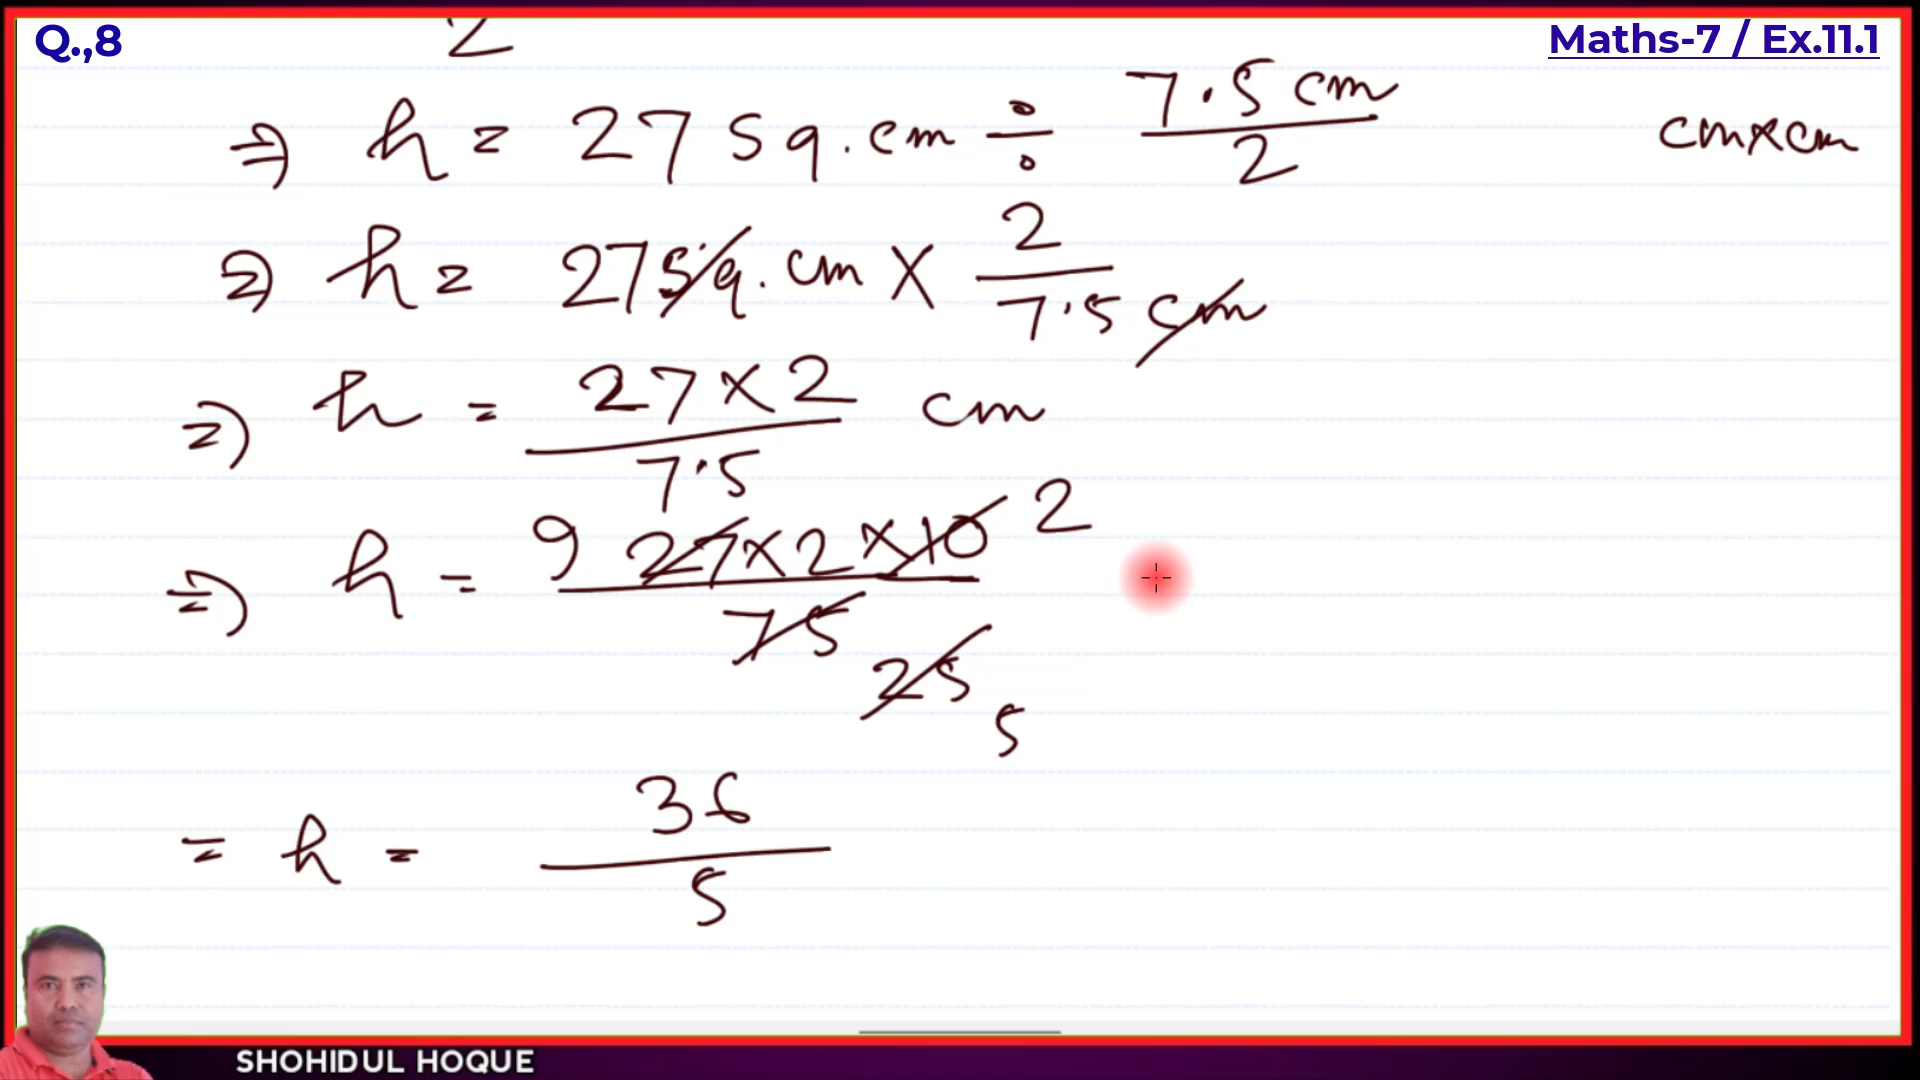 Q.,8
Maths-7 / Ex.11.1
2
⇒ h = 27 sq. cm ÷ 7.5 cm / 2
cm×cm
⇒ h = 27 sq. cm × 2 / 7.5 cm
⇒ h = 27×2 / 7.5 cm
⇒ h = 9 27×2×10 2 / 75 25 5
= h = 36 / 5
SHOHIDUL HOQUE